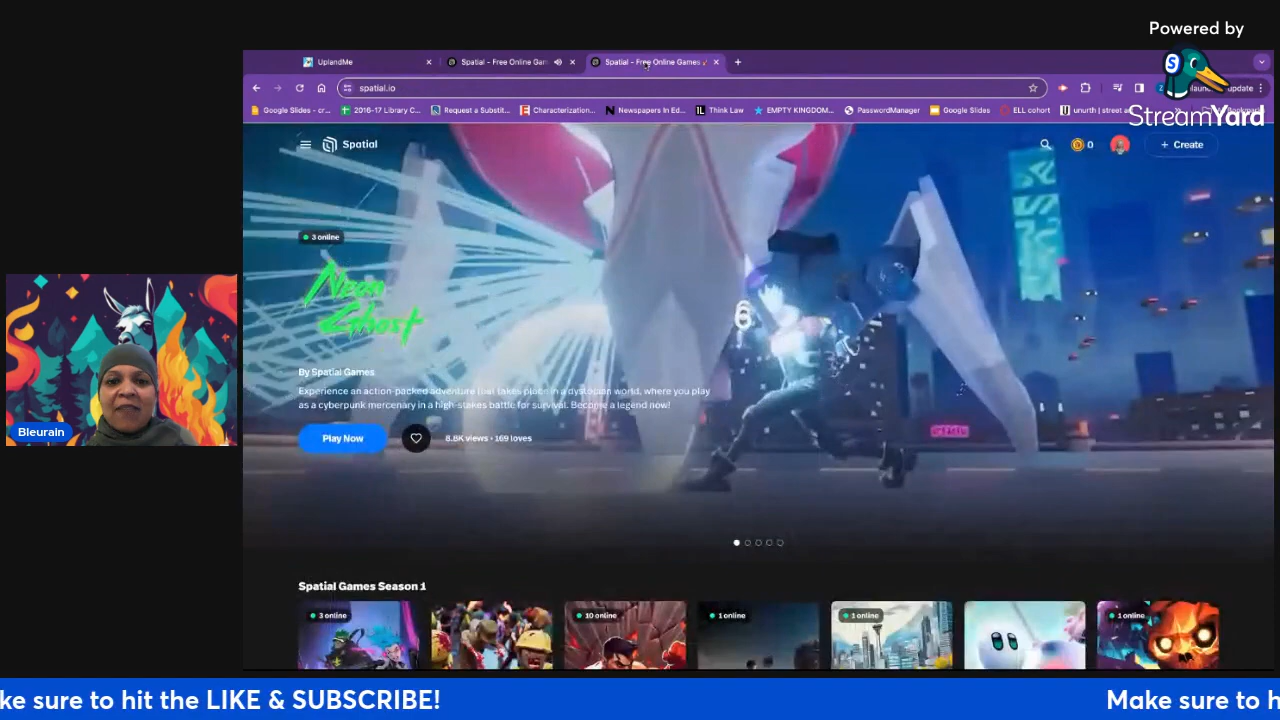 Powered by
StreamYard
UplandMe
Spatial - Free Online Gam
Spatial - Free Online Games
spatial.io
update
Google Slides - cr...
2016-17 Library C...
Request a Substit...
Characterization...
Newspapers In Ed...
Think Law
EMPTY KINGDOM...
PasswordManager
Google Slides
ELL cohort
unurth | street
Spatial
0
+ Create
3 online
Neon
Ghost
6
By Spatial Games
Experience an action-packed adventure that takes place in a dystopian world, where you play
as a cyberpunk mercenary in a high-stakes battle for survival. Become a legend now!
Play Now
8.8K views • 169 loves
Bleurain
Spatial Games Season 1
3 online
10 online
1 online
1 online
1 online
ke sure to hit the LIKE & SUBSCRIBE!
Make sure to h